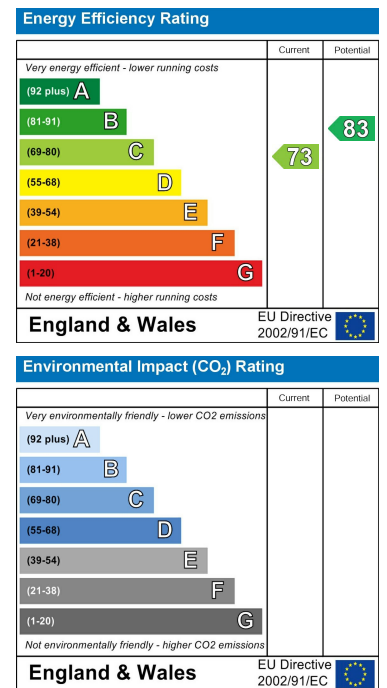 Energy Efficiency Rating
Current Potential
Very energy efficient - lower running costs
(92 plus) A
(81-91) B
(69-80) C
(55-68) D
(39-54) E
(21-38) F
(1-20) G
83
73
Not energy efficient - higher running costs
England & Wales
EU Directive
2002/91/EC
Environmental Impact (CO₂) Rating
Current Potential
Very environmentally friendly - lower CO2 emissions
(92 plus) A
(81-91) B
(69-80) C
(55-68) D
(39-54) E
(21-38) F
(1-20) G
Not environmentally friendly - higher CO2 emissions
England & Wales
EU Directive
2002/91/EC